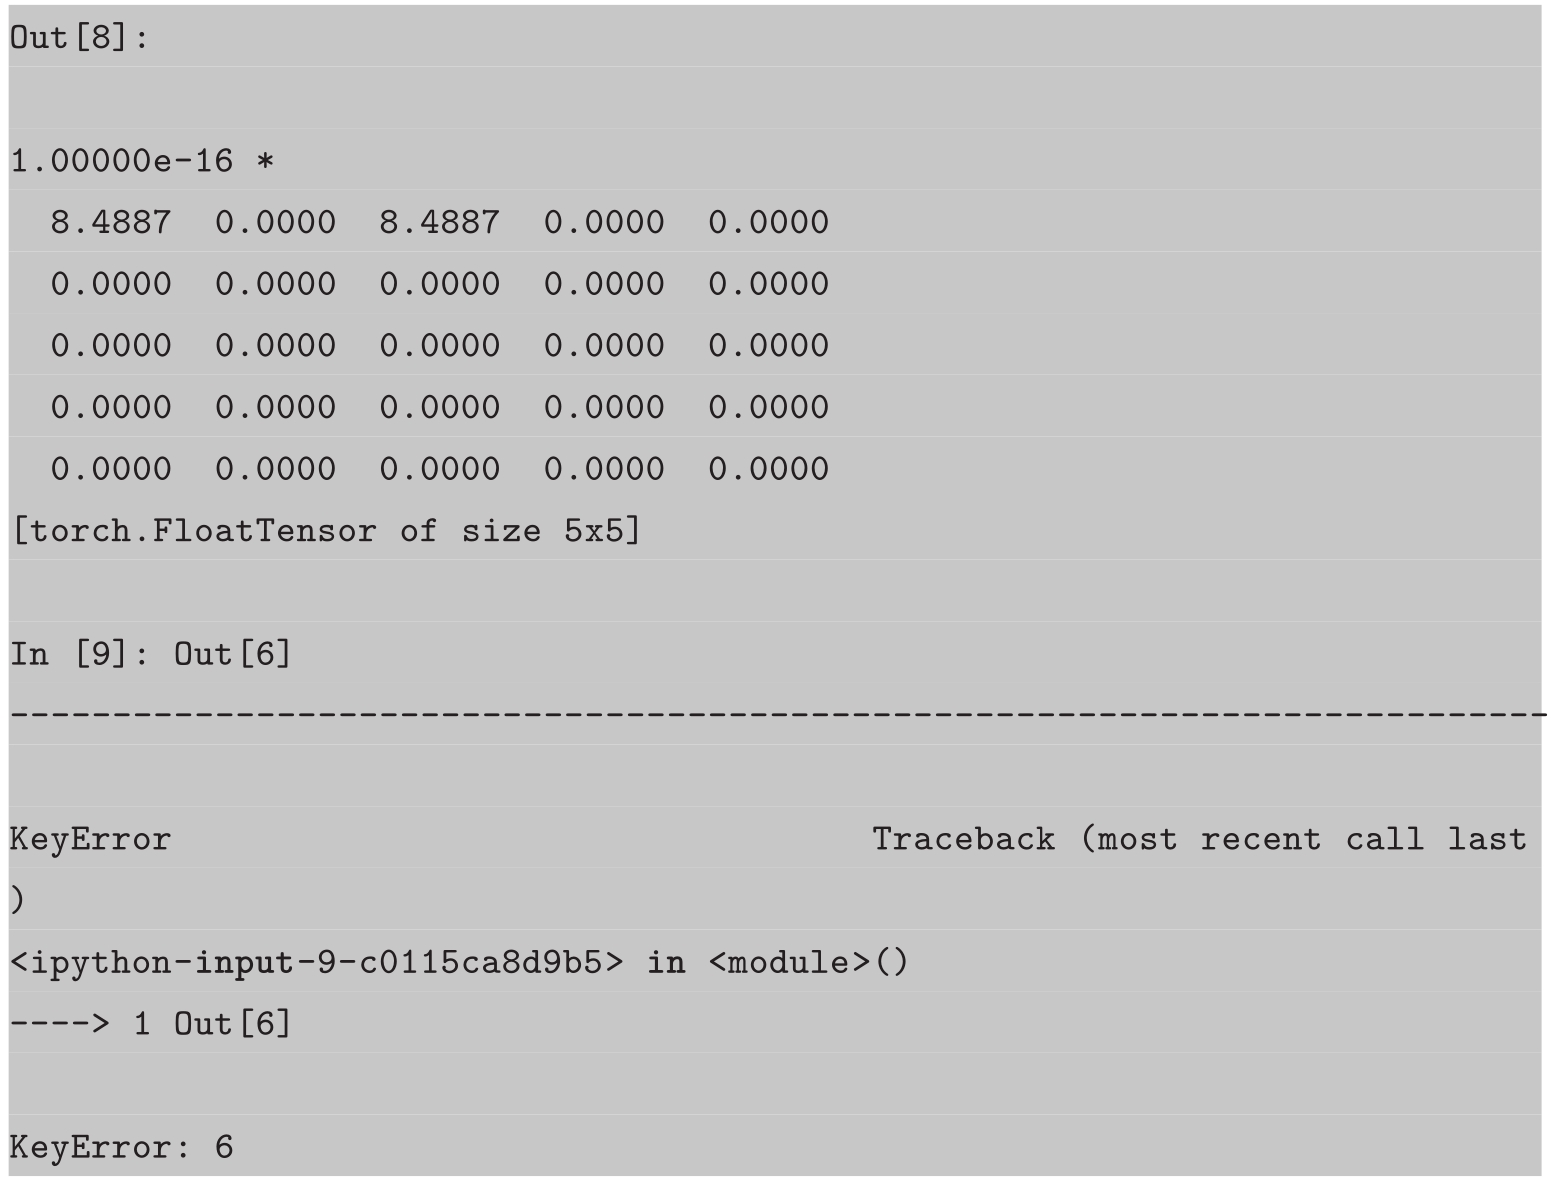 Out[8]:
1.00000e-16 *
  8.4887  0.0000  8.4887  0.0000  0.0000
  0.0000  0.0000  0.0000  0.0000  0.0000
  0.0000  0.0000  0.0000  0.0000  0.0000
  0.0000  0.0000  0.0000  0.0000  0.0000
  0.0000  0.0000  0.0000  0.0000  0.0000
[torch.FloatTensor of size 5x5]
In [9]: Out[6]
---------------------------------------------------------------------------
KeyError                                  Traceback (most recent call last
)
<ipython-input-9-c0115ca8d9b5> in <module>()
----> 1 Out[6]
KeyError: 6